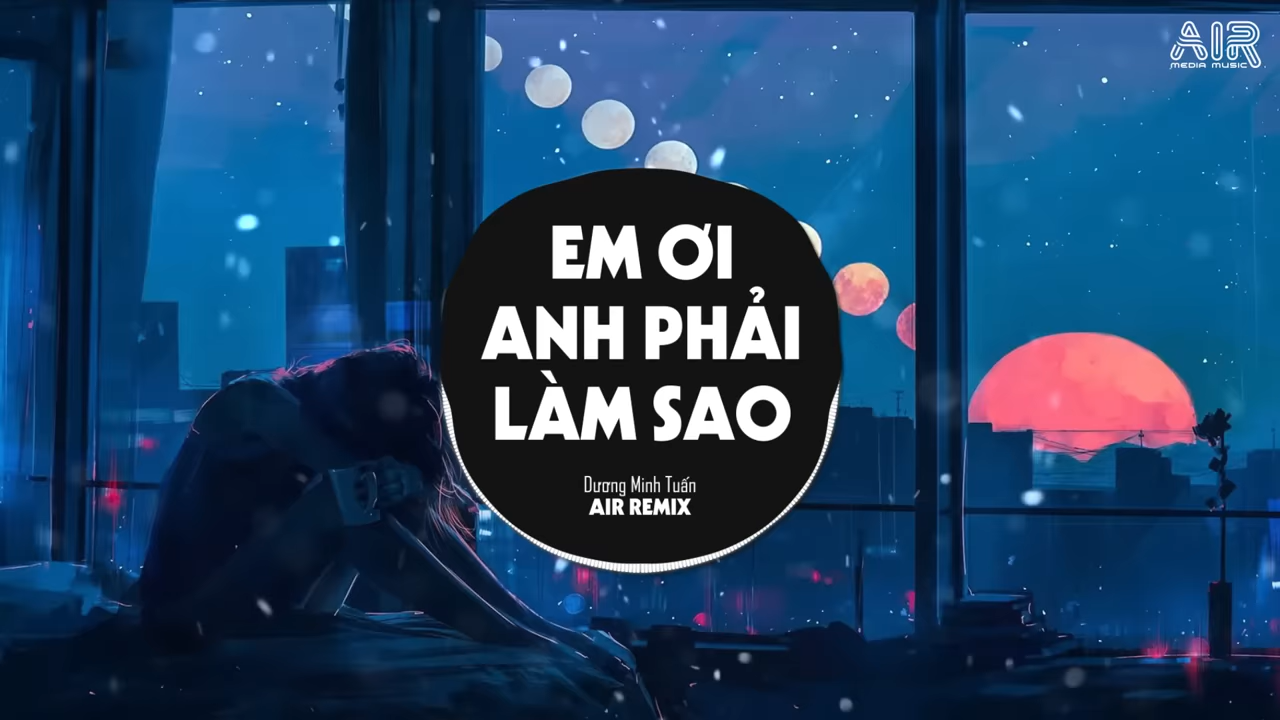 AIR
MEDIA MUSIC
EM ƠI
ANH PHẢI
LÀM SAO
Dương Minh Tuấn
AIR REMIX